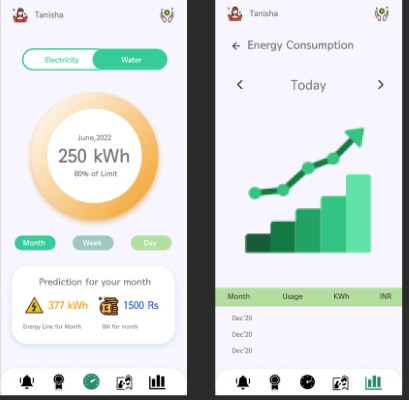 Tanisha
Electricity Water
June,2022
250 kWh
80% of Limit
Month Week Day
Prediction for your month
377 kWh 1500 Rs
Energy Line for Month Bill for month
Tanisha
Energy Consumption
Today
Month Usage KWh INR
Dec'20
Dec'20
Dec'20